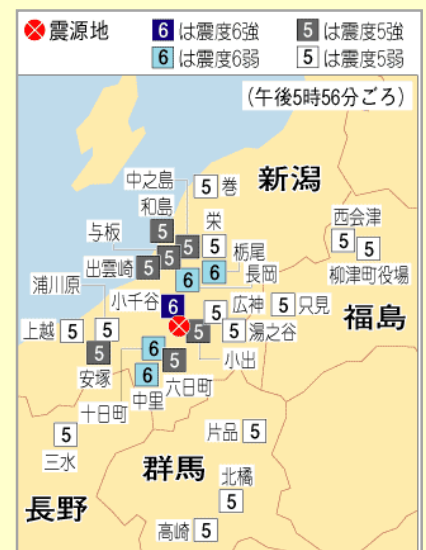 震源地 6は震度6強 5は震度5強
6は震度6弱 5は震度5弱
(午後5時56分ごろ)
新潟
中之島 5 巻
和島 栄 西会津
5 5 5 5 5
与板 5 柳津町役場
出雲崎 5 6 6 栃尾
長岡
浦川原 小千谷 6 5 広神 5 只見
上越 5 5 5 5 湯之谷
福島
安塚 5 6 5 小出
十日町 6 中里 六日町
5 三水
片品 5
群馬
北橘
5
長野
高崎 5